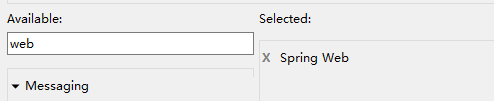 Available:
Selected:
web
X Spring Web
Messaging